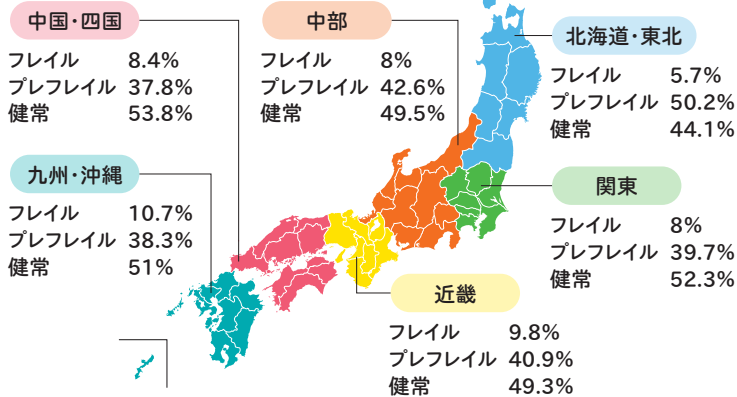 中国・四国
フレイル 8.4%
プレフレイル 37.8%
健常 53.8%
中部
フレイル 8%
プレフレイル 42.6%
健常 49.5%
北海道・東北
フレイル 5.7%
プレフレイル 50.2%
健常 44.1%
九州・沖縄
フレイル 10.7%
プレフレイル 38.3%
健常 51%
関東
フレイル 8%
プレフレイル 39.7%
健常 52.3%
近畿
フレイル 9.8%
プレフレイル 40.9%
健常 49.3%